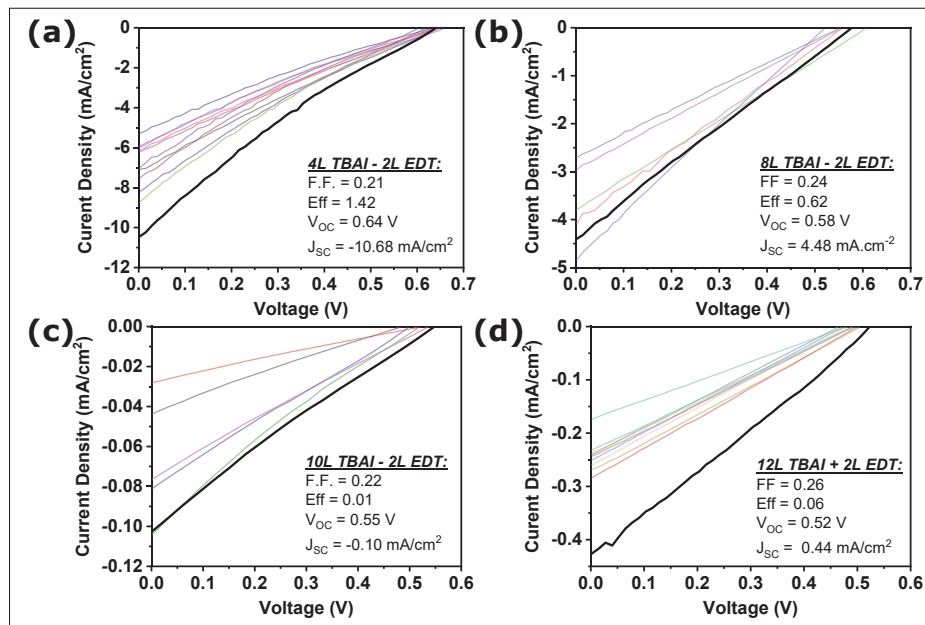 (a)
Curent Density (mA/cm²)
0
-2
-4
-6
-8
-10
-12
4L TBAI - 2L EDT:
F.F. = 0.21
Eff = 1.42
V_OC = 0.64 V
J_SC = -10.68 mA/cm²
0.0 0.1 0.2 0.3 0.4 0.5 0.6 0.7
Voltage (V)
(b)
Curent Density (mA/cm²)
0
-1
-2
-3
-4
-5
8L TBAI - 2L EDT:
FF = 0.24
Eff = 0.62
V_OC = 0.58 V
J_SC = 4.48 mA.cm⁻²
0.0 0.1 0.2 0.3 0.4 0.5 0.6 0.7
Voltage (V)
(c)
Current Density (mA/cm²)
0.00
-0.02
-0.04
-0.06
-0.08
-0.10
-0.12
10L TBAI - 2L EDT:
F.F. = 0.22
Eff = 0.01
V_OC = 0.55 V
J_SC = -0.10 mA/cm²
0.0 0.1 0.2 0.3 0.4 0.5 0.6
Voltage (V)
(d)
Curent Density (mA/cm²)
0.0
-0.1
-0.2
-0.3
-0.4
12L TBAI + 2L EDT:
FF = 0.26
Eff = 0.06
V_OC = 0.52 V
J_SC = 0.44 mA/cm²
0.0 0.1 0.2 0.3 0.4 0.5 0.6
Voltage (V)